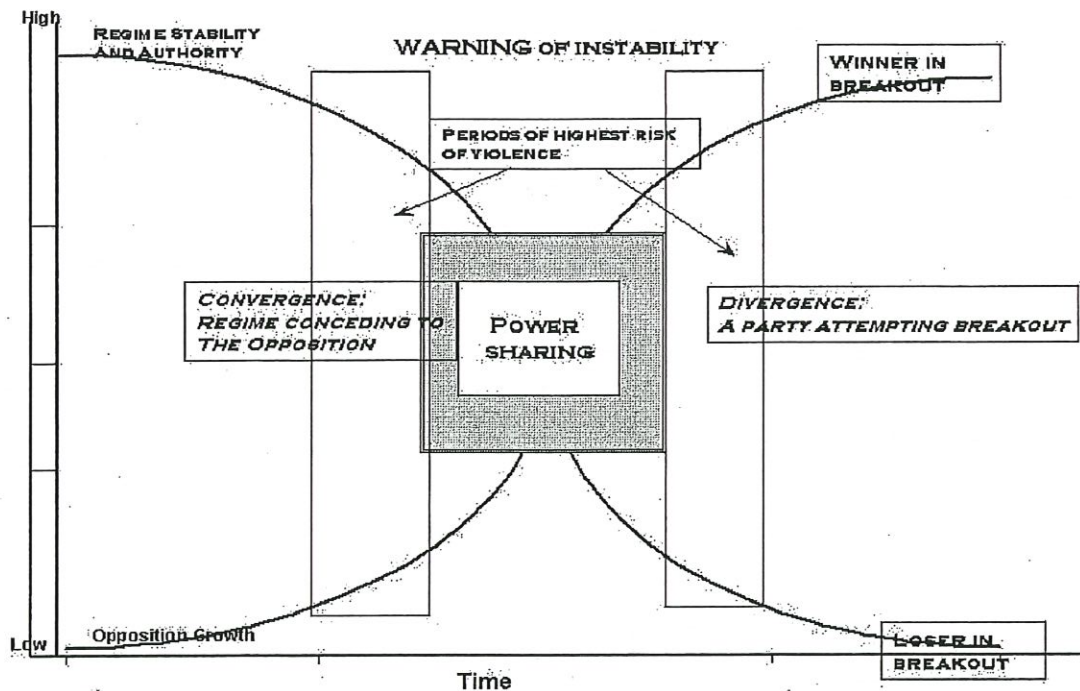 High
REGIME STABILITY
AND AUTHORITY
WARNING OF INSTABILITY
WINNER IN
BREAKOUT
PERIODS OF HIGHEST RISK
OF VIOLENCE
CONVERGENCE:
REGIME CONCEDING TO
THE OPPOSITION
POWER
SHARING
DIVERGENCE:
A PARTY ATTEMPTING BREAKOUT
Opposition Growth
Low
LOSER IN
BREAKOUT
Time